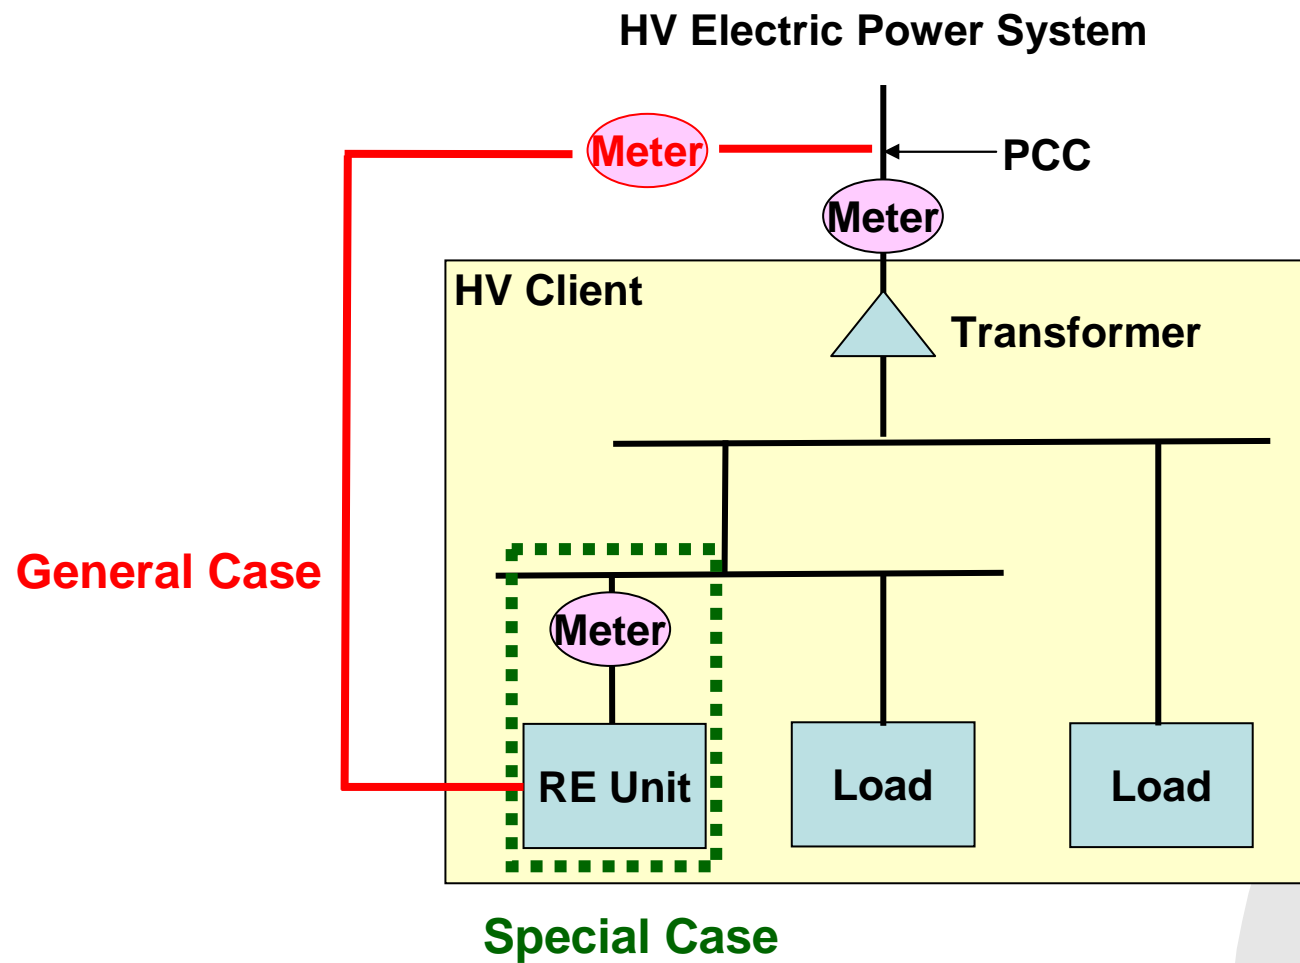 HV Electric Power System
Meter
PCC
Meter
HV Client
Transformer
General Case
Meter
RE Unit
Load
Load
Special Case